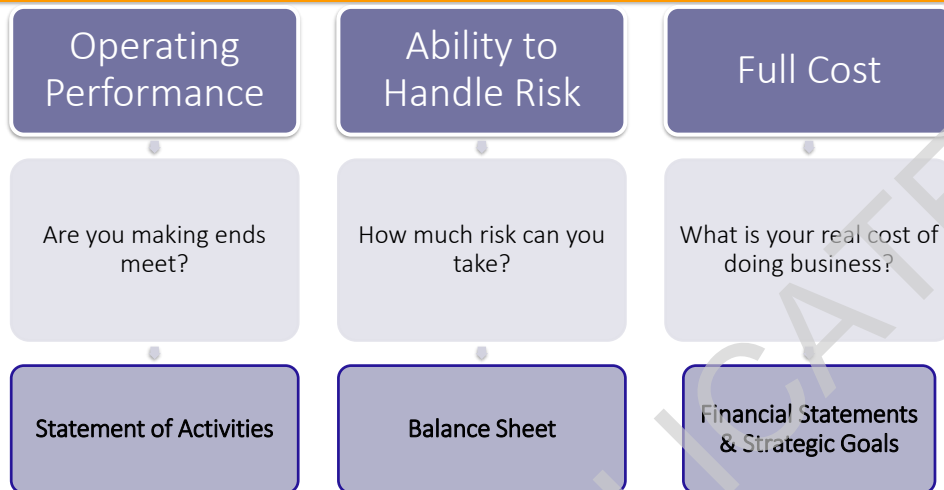 Operating
Performance
Ability to
Handle Risk
Full Cost
Are you making ends
meet?
How much risk can you
take?
What is your real cost of
doing business?
Statement of Activities
Balance Sheet
Financial Statements
& Strategic Goals